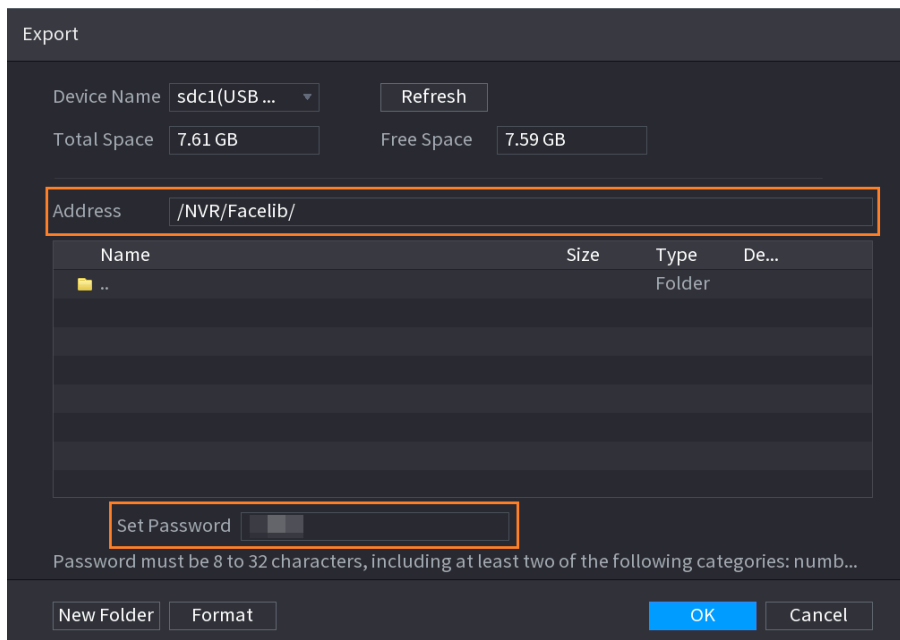 Export
Device Name sdc1(USB ... Refresh
Total Space 7.61 GB Free Space 7.59 GB
Address /NVR/Facelib/
Name Size Type De...
.. Folder
Set Password
Password must be 8 to 32 characters, including at least two of the following categories: numb...
New Folder Format OK Cancel